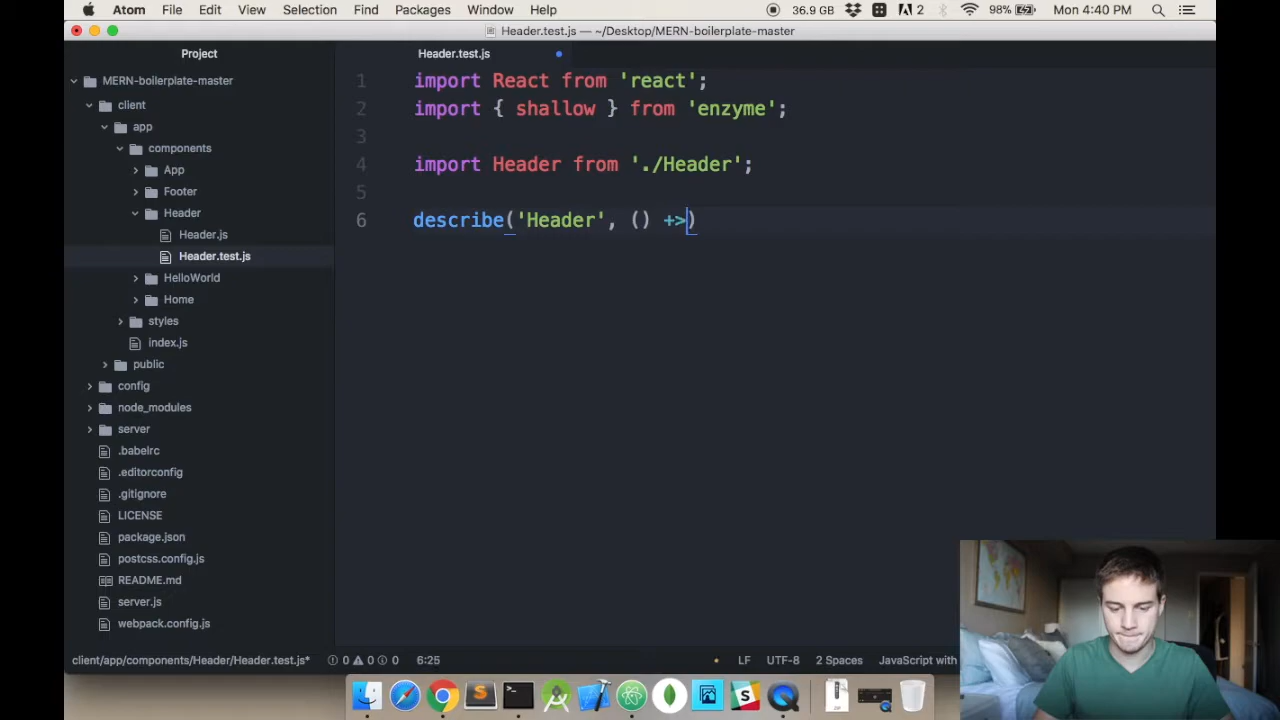 Atom File Edit View Selection Find Packages Window Help 36.9 GB 2 98% Mon 4:40 PM
Header.test.js — ~/Desktop/MERN-boilerplate-master
Project
Header.test.js
MERN-boilerplate-master
client
app
components
App
Footer
Header
Header.js
Header.test.js
HelloWorld
Home
styles
index.js
public
config
node_modules
server
.babelrc
.editorconfig
.gitignore
LICENSE
package.json
postcss.config.js
README.md
server.js
webpack.config.js
1 import React from 'react';
2 import { shallow } from 'enzyme';
3
4 import Header from './Header';
5
6 describe('Header', () +>)
client/app/components/Header/Header.test.js* 0 0 0 6:25 LF UTF-8 2 Spaces JavaScript with